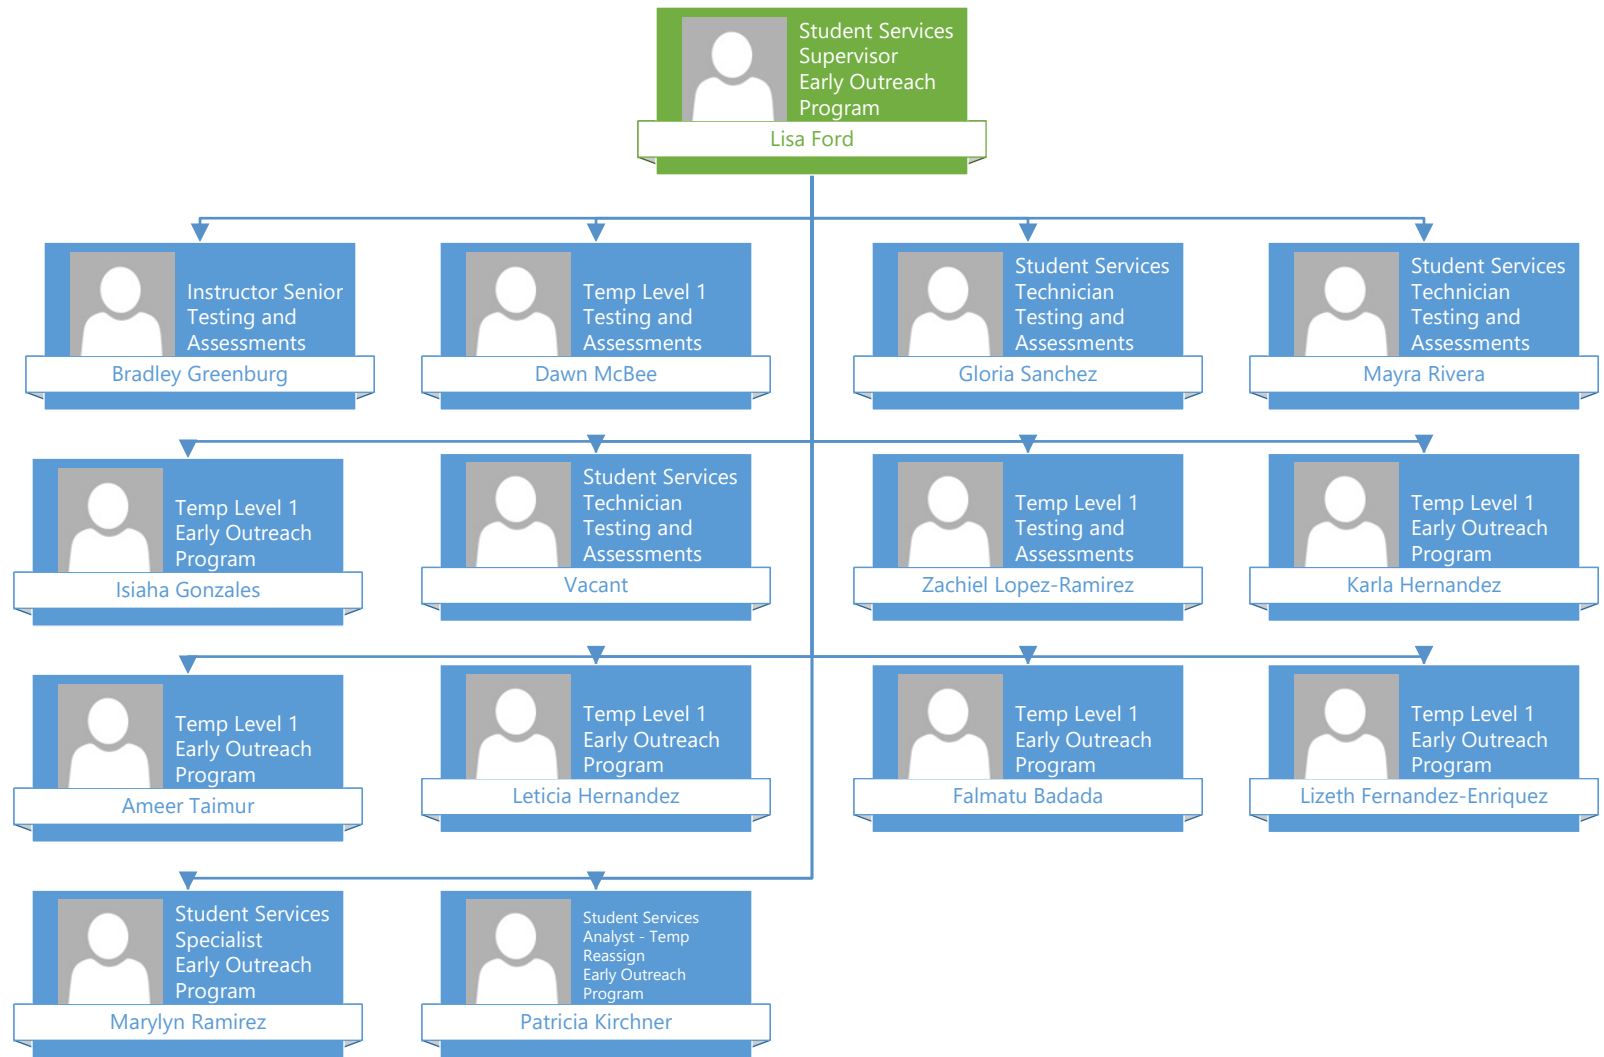 Student Services
Supervisor
Early Outreach
Program
Lisa Ford
Instructor Senior
Testing and
Assessments
Bradley Greenburg
Temp Level 1
Testing and
Assessments
Dawn McBee
Student Services
Technician
Testing and
Assessments
Gloria Sanchez
Student Services
Technician
Testing and
Assessments
Mayra Rivera
Temp Level 1
Early Outreach
Program
Isiaha Gonzales
Student Services
Technician
Testing and
Assessments
Vacant
Temp Level 1
Testing and
Assessments
Zachiel Lopez-Ramirez
Temp Level 1
Early Outreach
Program
Karla Hernandez
Temp Level 1
Early Outreach
Program
Ameer Taimur
Temp Level 1
Early Outreach
Program
Leticia Hernandez
Temp Level 1
Early Outreach
Program
Falmatu Badada
Temp Level 1
Early Outreach
Program
Lizeth Fernandez-Enriquez
Student Services
Specialist
Early Outreach
Program
Marylyn Ramirez
Student Services
Analyst - Temp
Reassign
Early Outreach
Program
Patricia Kirchner